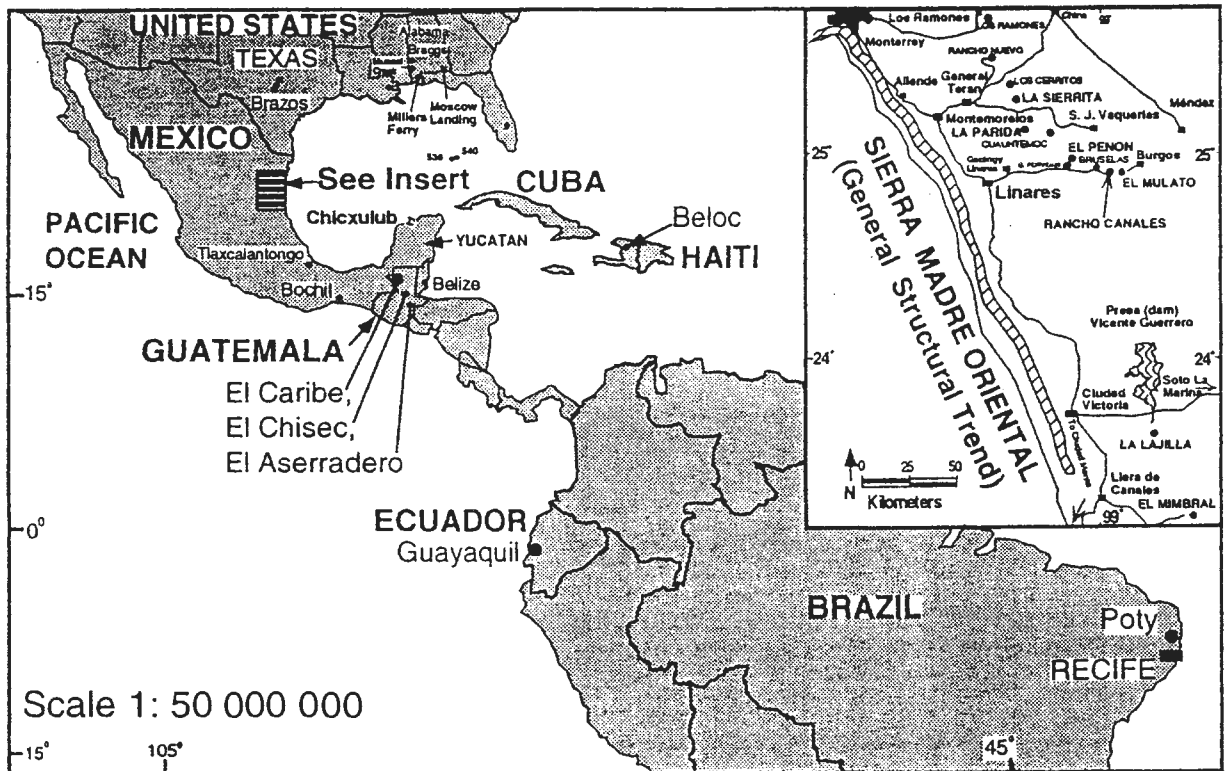 UNITED STATES
TEXAS
Alabama
Braggs
Brazos
Millers
Ferry
Moscow
Landing
MEXICO
536
540
See Insert
CUBA
PACIFIC
OCEAN
Chicxulub
YUCATAN
Beloc
HAITI
Tlaxcalantongo
Bochil
Belize
15°
GUATEMALA
El Caribe,
El Chisec,
El Aserradero
0°
ECUADOR
Guayaquil
BRAZIL
Poty
RECIFE
Scale 1: 50 000 000
15°
105°
45°
Los Ramones
LOS RAMONES
China
99°
Monterrey
RANCHO NUEVO
Allende
General
Teran
LOS CERRITOS
LA SIERRITA
Méndez
Montemorelos
S. J. Vaquerias
LA PARIDA
CUAUHTEMOC
25°
25°
EL PENON
BRUSELAS
Burgos
Linares
EL MULATO
RANCHO CANALES
SIERRA MADRE ORIENTAL
(General Structural Trend)
Presa (dam)
Vicente Guerrero
24°
24°
Soto La
Marina
Ciudad
Victoria
LA LAJILLA
N
0 25 50
Kilometers
Llera de
Canales
EL MIMBRAL
99°